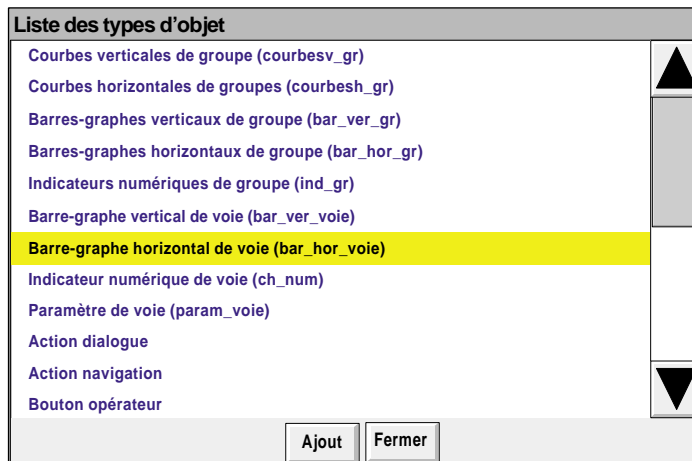 Liste des types d'objet
Courbes verticales de groupe (courbesv_gr)
Courbes horizontales de groupes (courbesh_gr)
Barres-graphes verticaux de groupe (bar_ver_gr)
Barres-graphes horizontaux de groupe (bar_hor_gr)
Indicateurs numériques de groupe (ind_gr)
Barre-graphe vertical de voie (bar_ver_voie)
Barre-graphe horizontal de voie (bar_hor_voie)
Indicateur numérique de voie (ch_num)
Paramètre de voie (param_voie)
Action dialogue
Action navigation
Bouton opérateur
Ajout Fermer